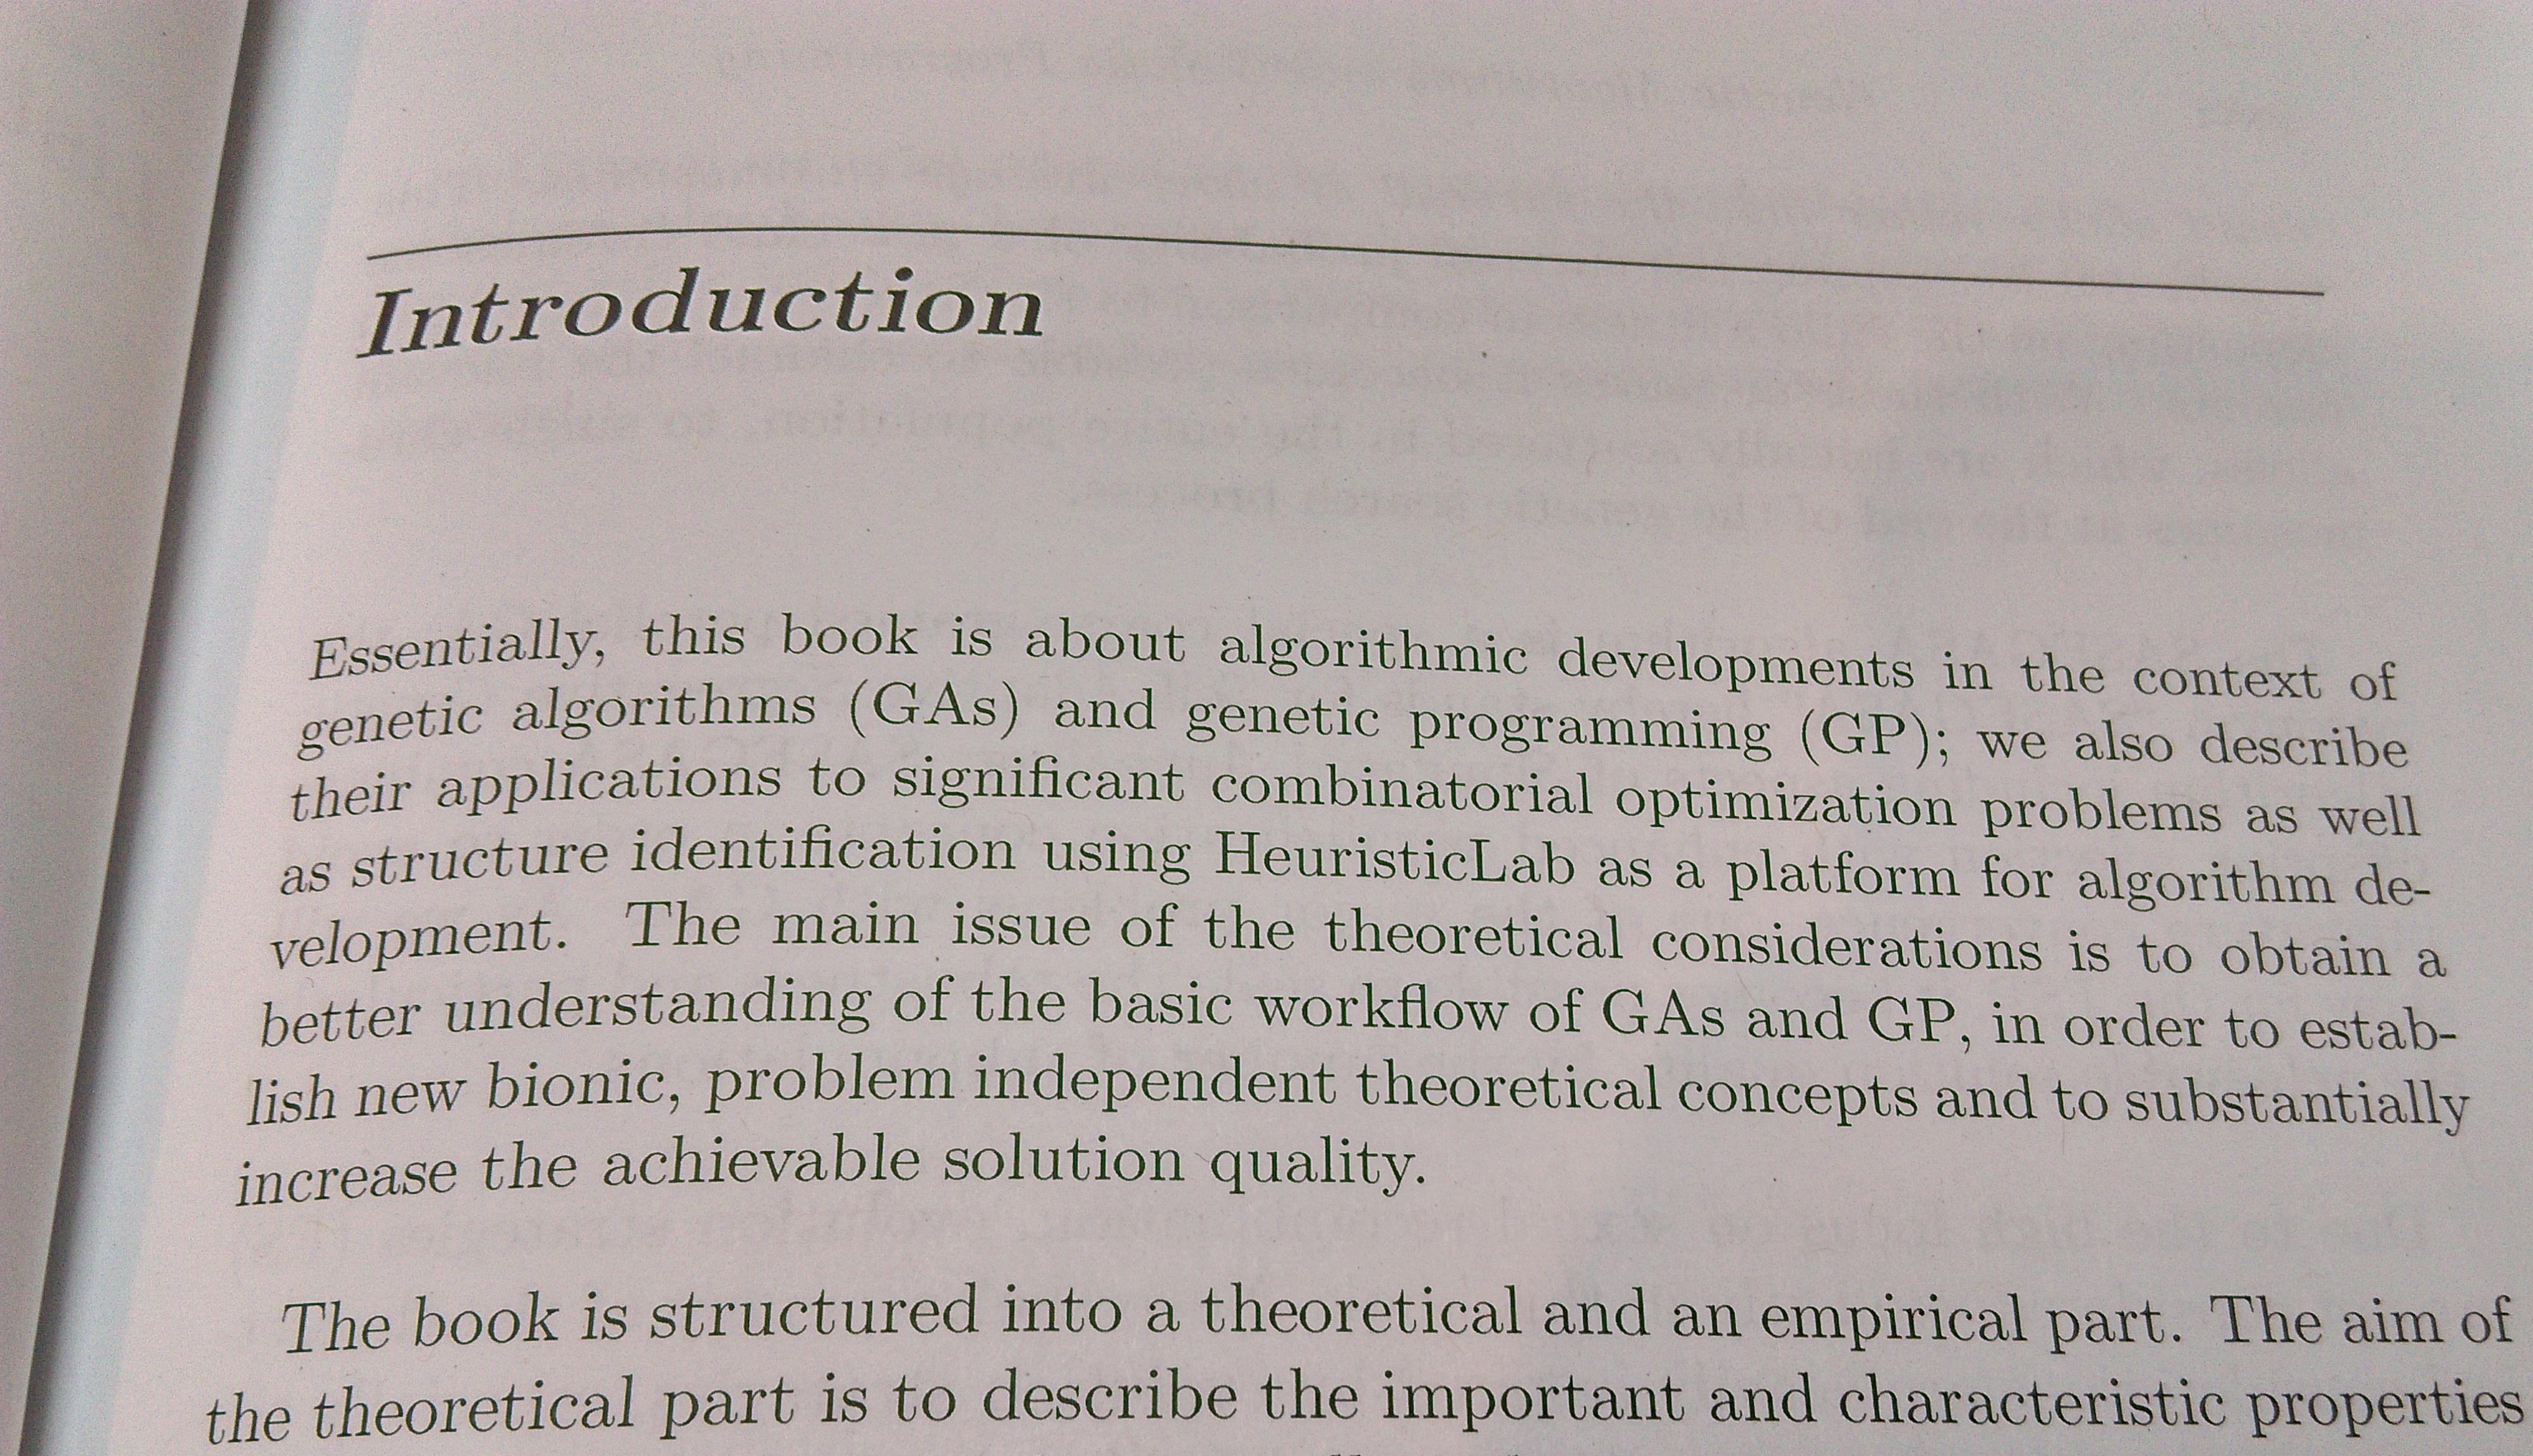 Introduction
Essentially, this book is about algorithmic developments in the context of
genetic algorithms (GAs) and genetic programming (GP); we also describe
their applications to significant combinatorial optimization problems as well
as structure identification using HeuristicLab as a platform for algorithm de-
velopment. The main issue of the theoretical considerations is to obtain a
better understanding of the basic workflow of GAs and GP, in order to estab-
lish new bionic, problem independent theoretical concepts and to substantially
increase the achievable solution quality.
The book is structured into a theoretical and an empirical part. The aim of
the theoretical part is to describe the important and characteristic properties